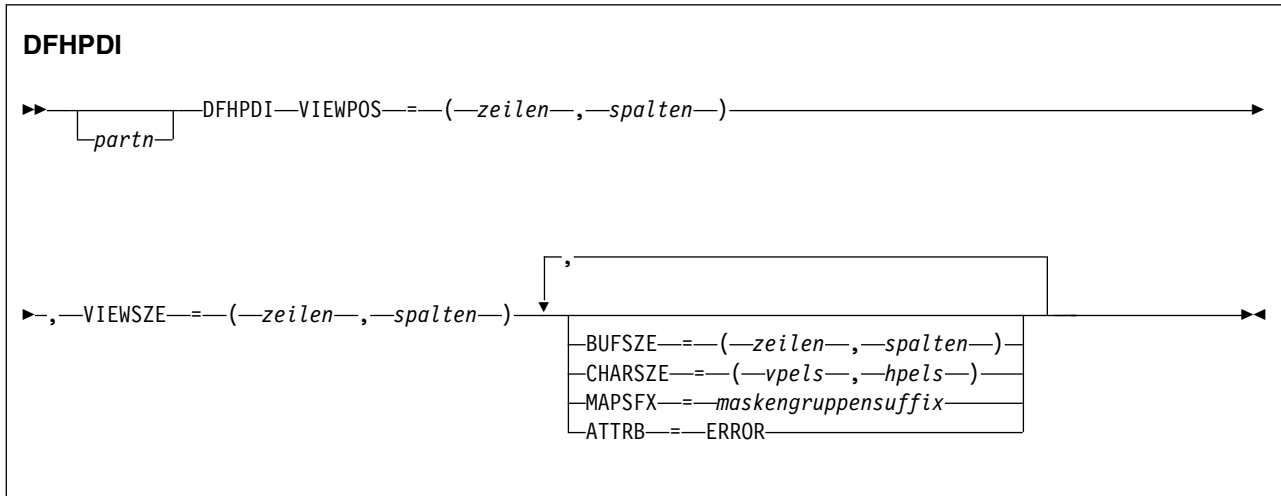 DFHPDI
DFHPDI VIEWPOS = ( zeilen , spalten )
partn
,
, VIEWSZE = ( zeilen , spalten )
BUFSZE = ( zeilen , spalten )
CHARSZE = ( vpels , hpels )
MAPSFX = maskengruppensuffix
ATTRB = ERROR